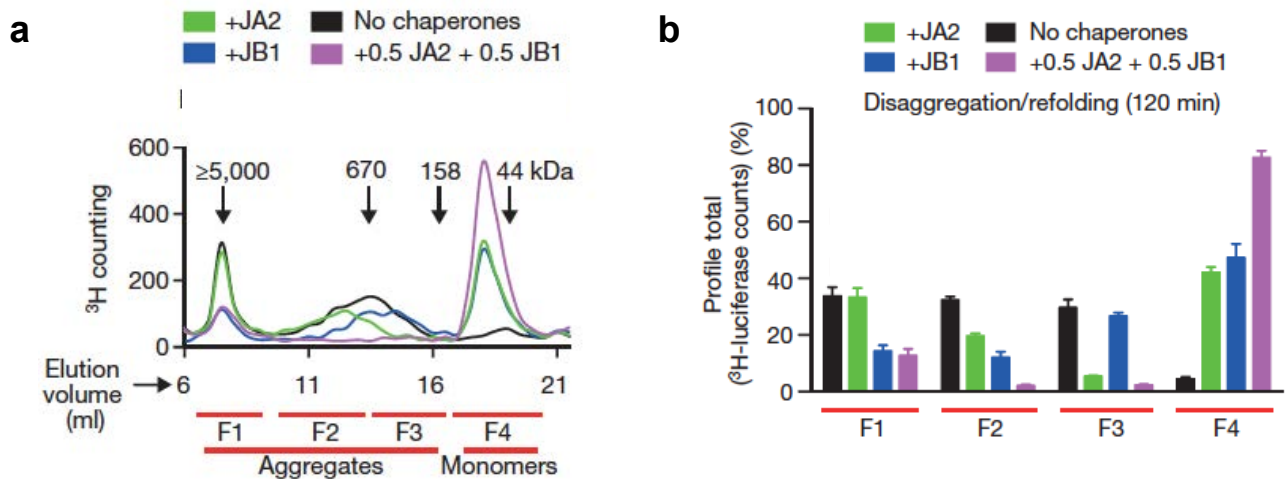 a
+JA2 No chaperones
+JB1 +0.5 JA2 + 0.5 JB1
600
400
200
0
³H counting
≥5,000 670 158 44 kDa
Elution volume (ml)
6 11 16 21
F1 F2 F3 F4
Aggregates Monomers
b
+JA2 No chaperones
+JB1 +0.5 JA2 + 0.5 JB1
Disaggregation/refolding (120 min)
100
80
60
40
20
0
Profile total
(³H-luciferase counts) (%)
F1 F2 F3 F4